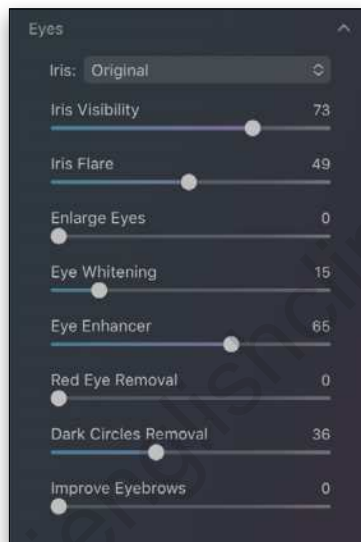 Eyes
Iris: Original
Iris Visibility 73
Iris Flare 49
Enlarge Eyes 0
Eye Whitening 15
Eye Enhancer 65
Red Eye Removal 0
Dark Circles Removal 36
Improve Eyebrows 0